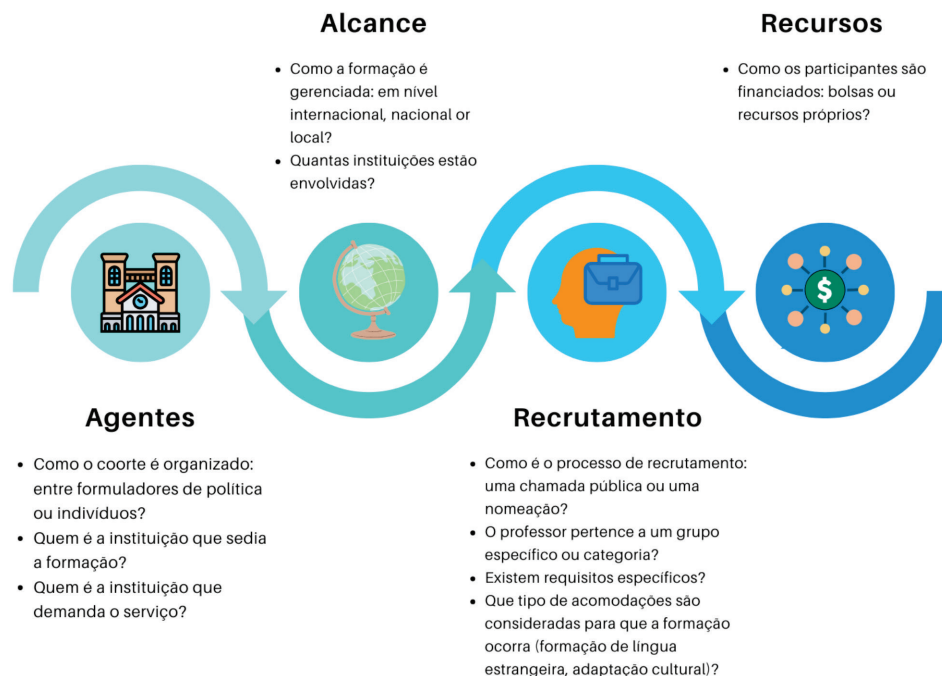 Alcance
• Como a formação é
gerenciada: em nível
internacional, nacional or
local?
• Quantas instituições estão
envolvidas?
Recursos
• Como os participantes são
financiados: bolsas ou
recursos próprios?
$
Agentes
• Como o coorte é organizado:
entre formuladores de política
ou indivíduos?
• Quem é a instituição que sedia
a formação?
• Quem é a instituição que
demanda o serviço?
Recrutamento
• Como é o processo de recrutamento:
uma chamada pública ou uma
nomeação?
• O professor pertence a um grupo
específico ou categoria?
• Existem requisitos específicos?
• Que tipo de acomodações são
consideradas para que a formação
ocorra (formação de língua
estrangeira, adaptação cultural)?